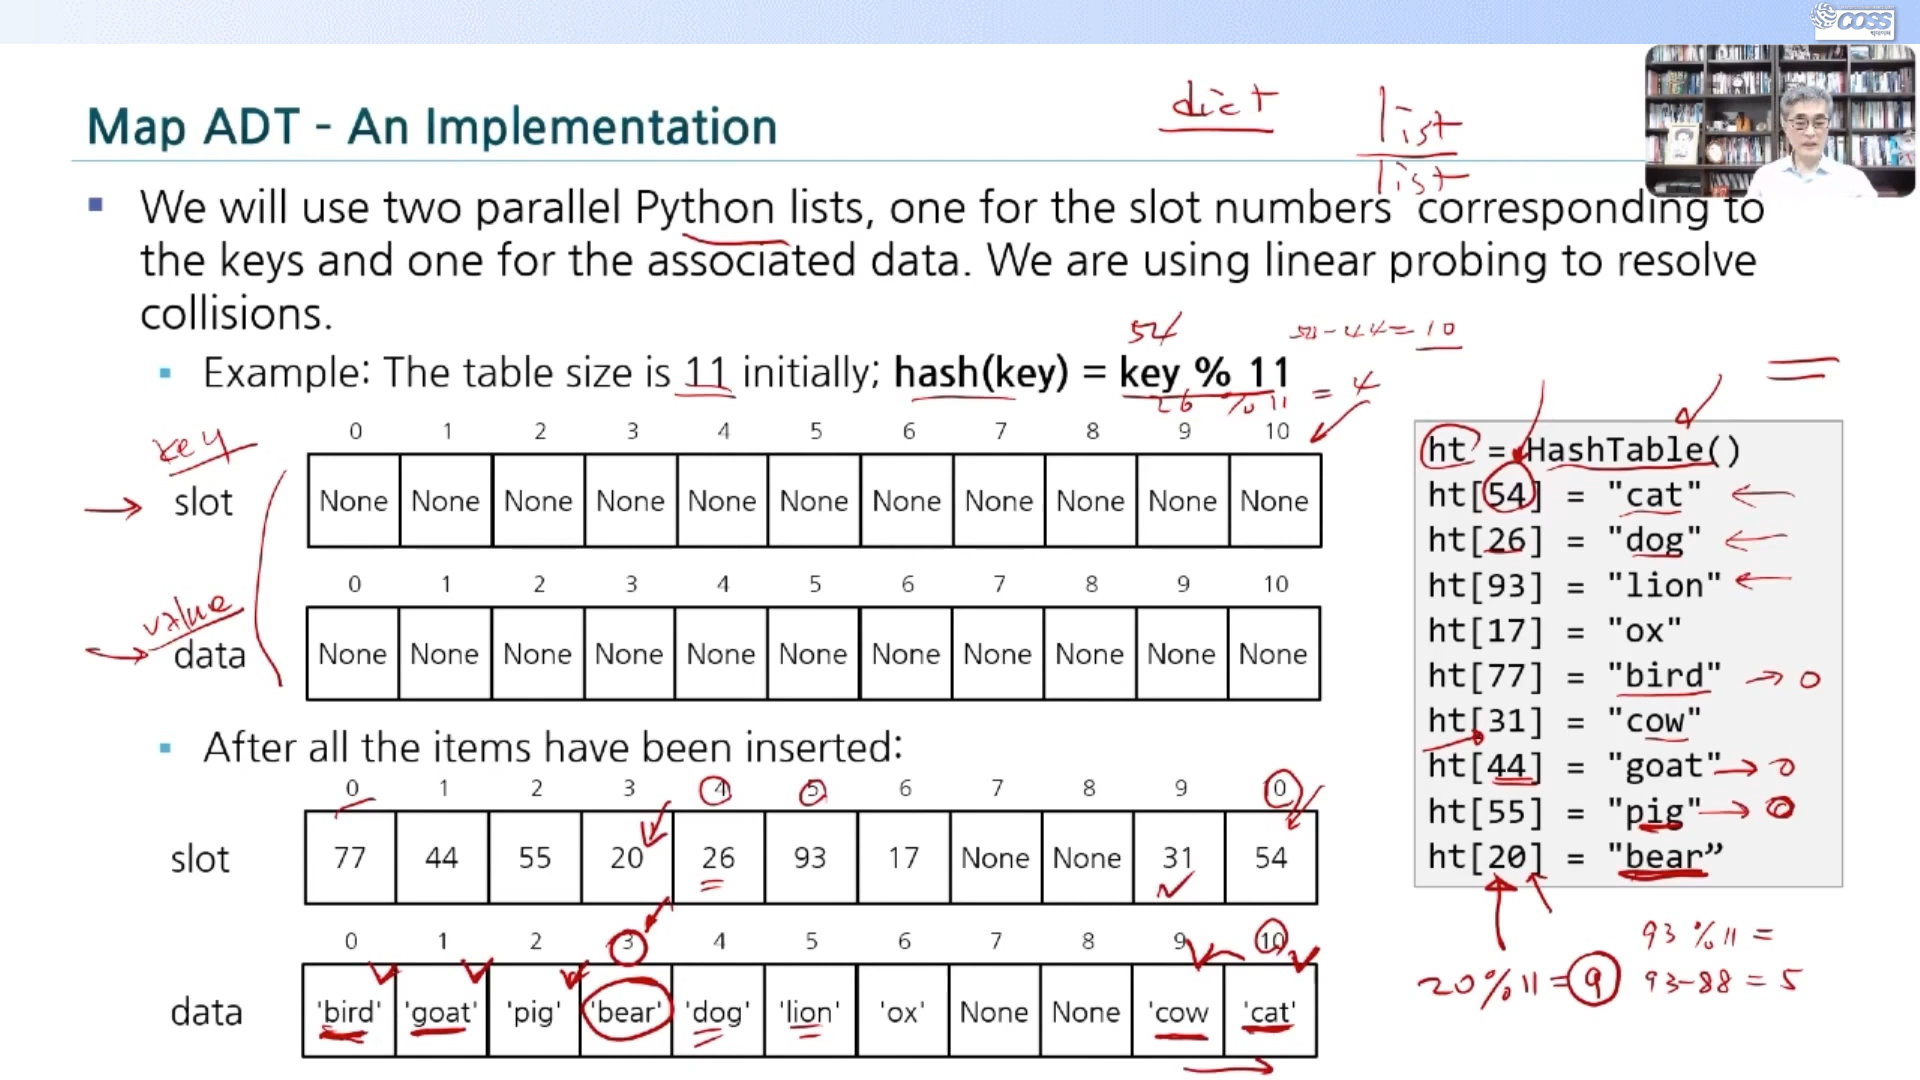 COSS
dict
list
list
Map ADT - An Implementation
We will use two parallel Python lists, one for the slot numbers corresponding to
the keys and one for the associated data. We are using linear probing to resolve
collisions.
54
54-44=10
Example: The table size is 11 initially; hash(key) = key % 11
26 % 11 = 4
0 1 2 3 4 5 6 7 8 9 10
key
slot None None None None None None None None None None None
0 1 2 3 4 5 6 7 8 9 10
value
data None None None None None None None None None None None
After all the items have been inserted:
0 1 2 3 4 5 6 7 8 9 10
slot 77 44 55 20 26 93 17 None None 31 54
0 1 2 3 4 5 6 7 8 9 10
data 'bird' 'goat' 'pig' 'bear' 'dog' 'lion' 'ox' None None 'cow 'cat'
ht = HashTable()
ht[54] = "cat"
ht[26] = "dog"
ht[93] = "lion"
ht[17] = "ox"
ht[77] = "bird" → 0
ht[31] = "cow"
ht[44] = "goat" → 0
ht[55] = "pig" → 0
ht[20] = "bear”
20%11=9
93%11=
93-88=5